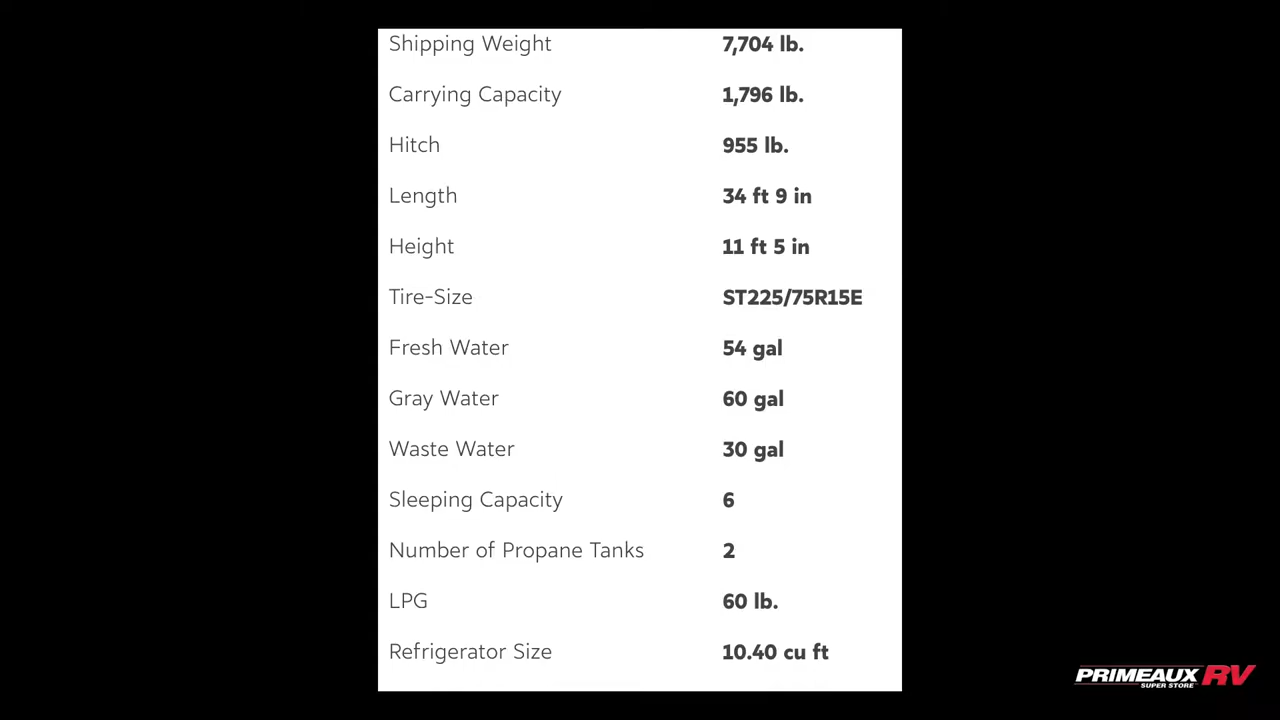 Shipping Weight 7,704 lb.
Carrying Capacity 1,796 lb.
Hitch 955 lb.
Length 34 ft 9 in
Height 11 ft 5 in
Tire-Size ST225/75R15E
Fresh Water 54 gal
Gray Water 60 gal
Waste Water 30 gal
Sleeping Capacity 6
Number of Propane Tanks 2
LPG 60 lb.
Refrigerator Size 10.40 cu ft
PRIMEAUX RV
SUPER STORE